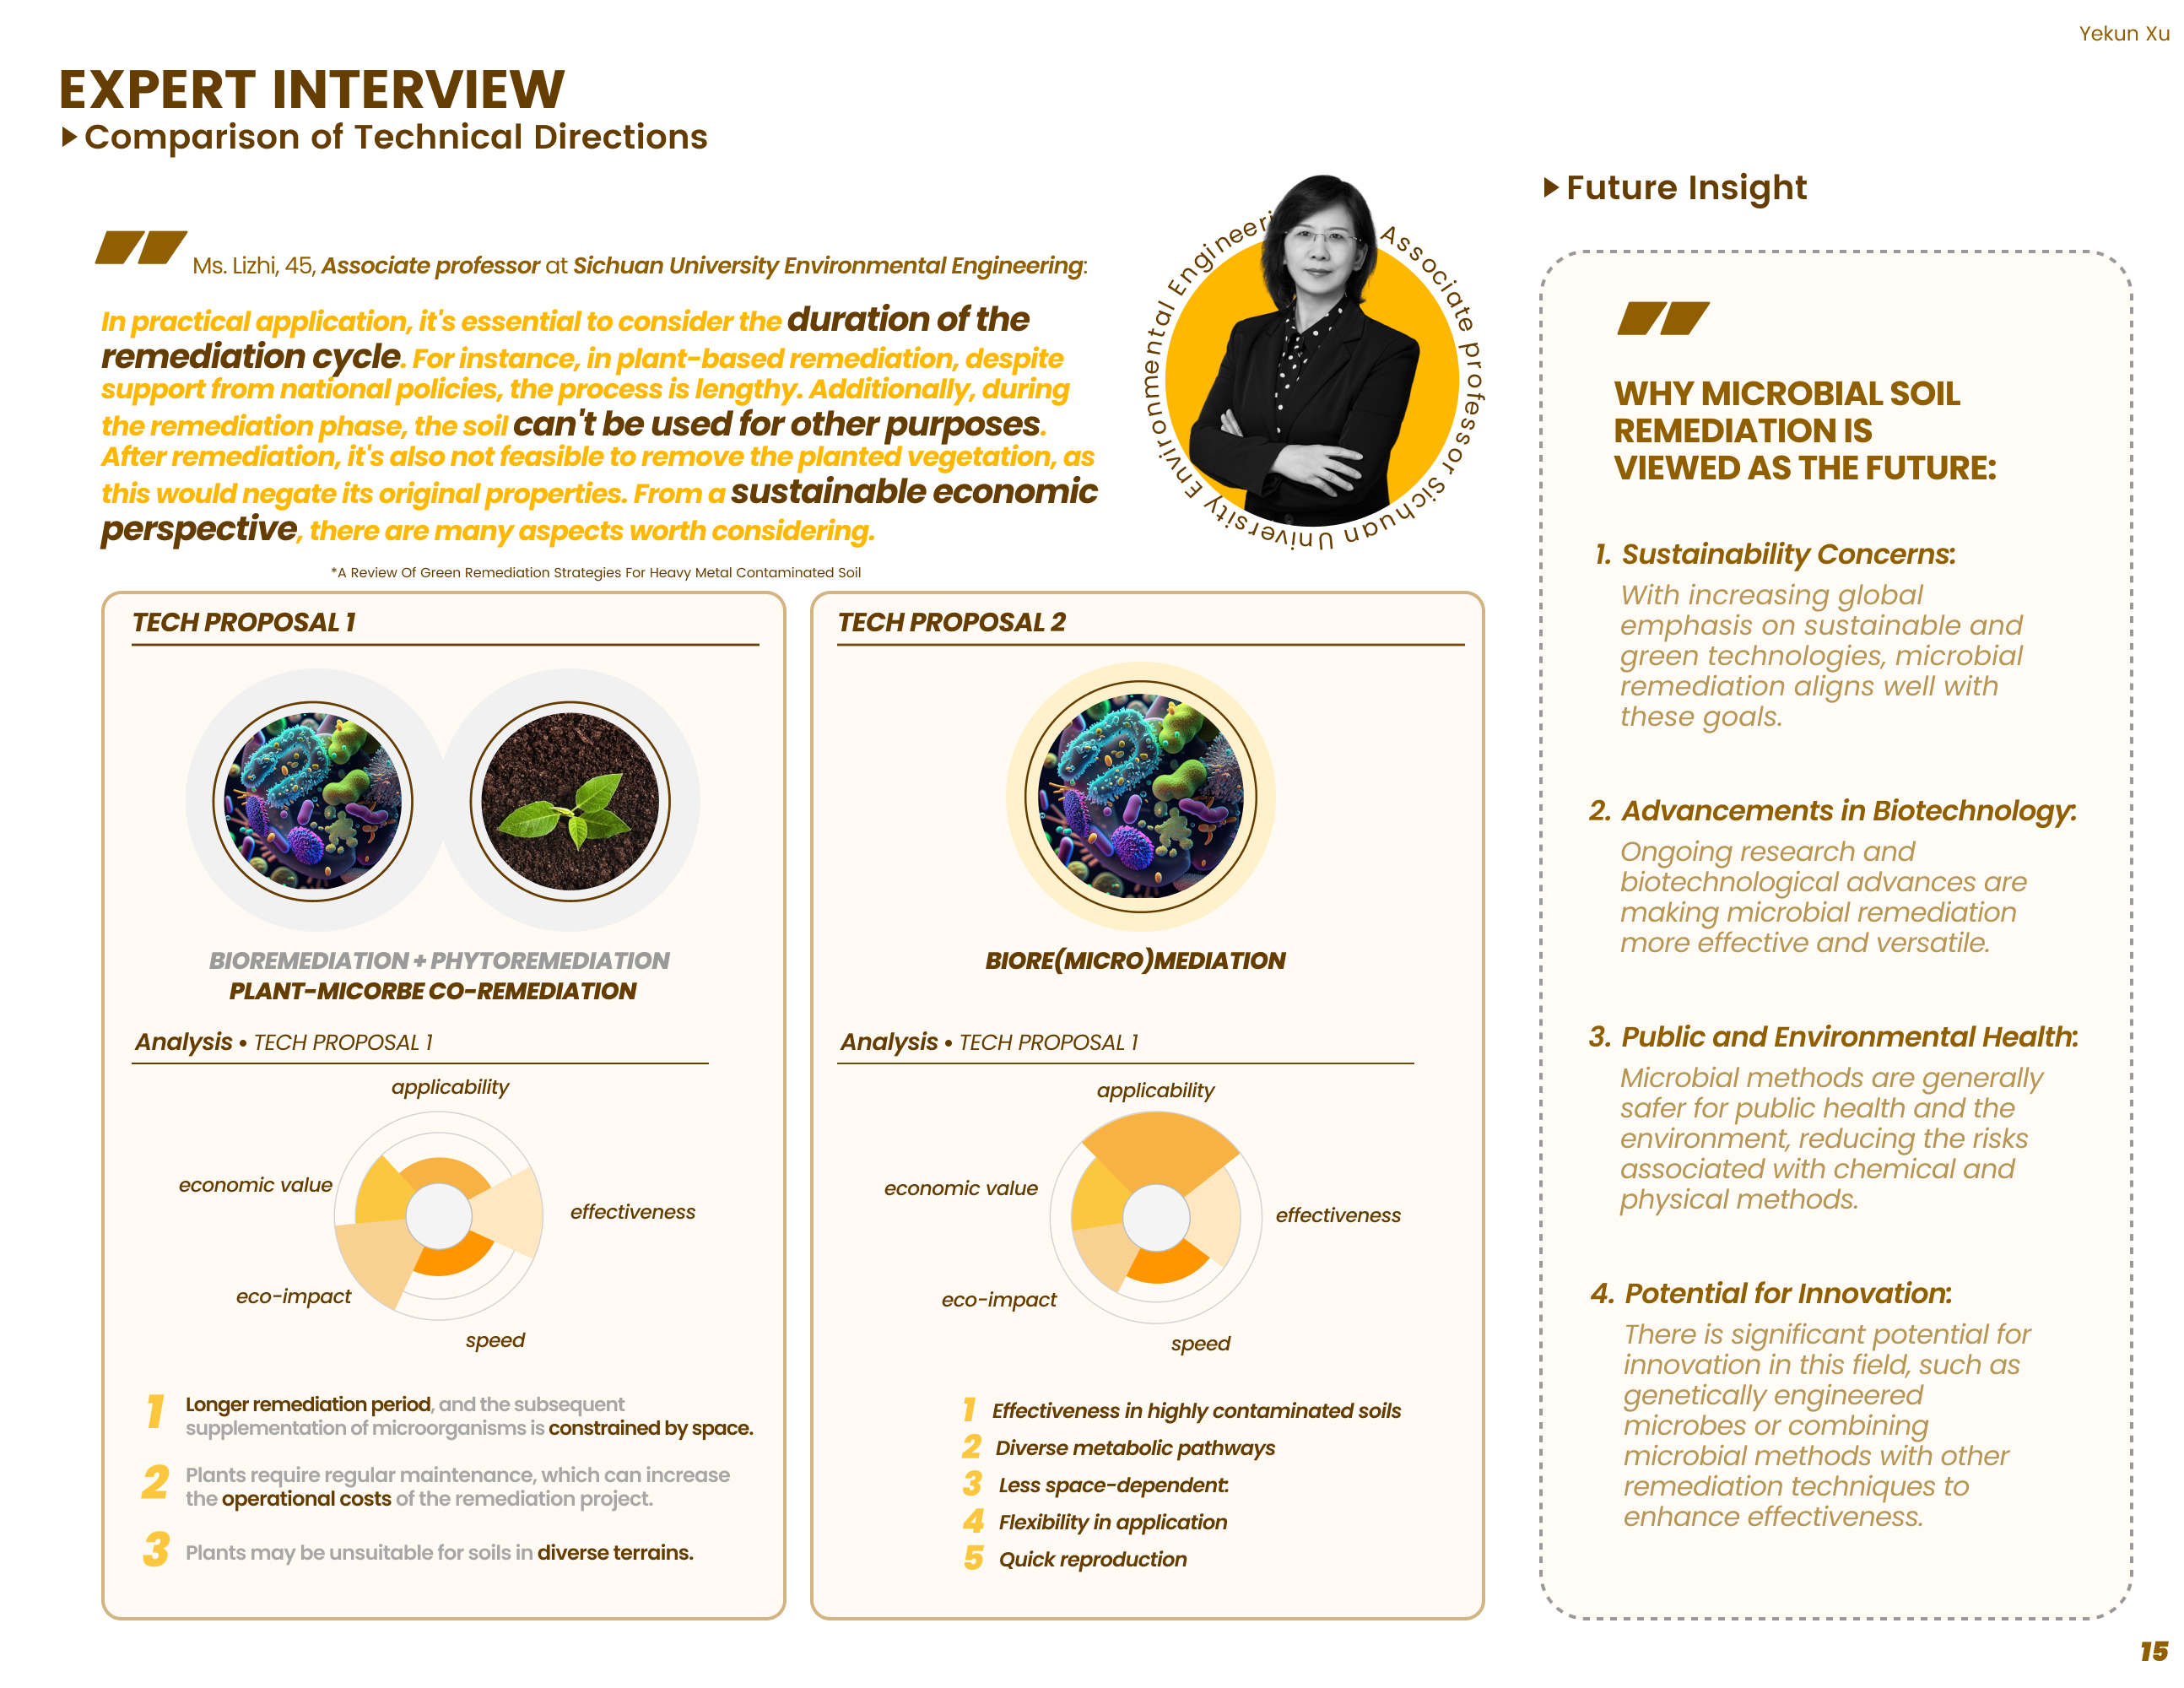 Yekun Xu
EXPERT INTERVIEW
Comparison of Technical Directions
Ms. Lizhi, 45, Associate professor at Sichuan University Environmental Engineering:
In practical application, it's essential to consider the duration of the
remediation cycle. For instance, in plant-based remediation, despite
support from national policies, the process is lengthy. Additionally, during
the remediation phase, the soil can't be used for other purposes.
After remediation, it's also not feasible to remove the planted vegetation, as
this would negate its original properties. From a sustainable economic
perspective, there are many aspects worth considering.
*A Review Of Green Remediation Strategies For Heavy Metal Contaminated Soil
Associate professor Sichuan University Environmental Engineeri
TECH PROPOSAL 1
BIOREMEDIATION + PHYTOREMEDIATION
PLANT-MICORBE CO-REMEDIATION
Analysis • TECH PROPOSAL 1
applicability
economic value
effectiveness
eco-impact
speed
1 Longer remediation period, and the subsequent
supplementation of microorganisms is constrained by space.
2 Plants require regular maintenance, which can increase
the operational costs of the remediation project.
3 Plants may be unsuitable for soils in diverse terrains.
TECH PROPOSAL 2
BIORE(MICRO)MEDIATION
Analysis • TECH PROPOSAL 1
applicability
economic value
effectiveness
eco-impact
speed
1 Effectiveness in highly contaminated soils
2 Diverse metabolic pathways
3 Less space-dependent:
4 Flexibility in application
5 Quick reproduction
Future Insight
WHY MICROBIAL SOIL
REMEDIATION IS
VIEWED AS THE FUTURE:
1. Sustainability Concerns:
With increasing global
emphasis on sustainable and
green technologies, microbial
remediation aligns well with
these goals.
2. Advancements in Biotechnology:
Ongoing research and
biotechnological advances are
making microbial remediation
more effective and versatile.
3. Public and Environmental Health:
Microbial methods are generally
safer for public health and the
environment, reducing the risks
associated with chemical and
physical methods.
4. Potential for Innovation:
There is significant potential for
innovation in this field, such as
genetically engineered
microbes or combining
microbial methods with other
remediation techniques to
enhance effectiveness.
15